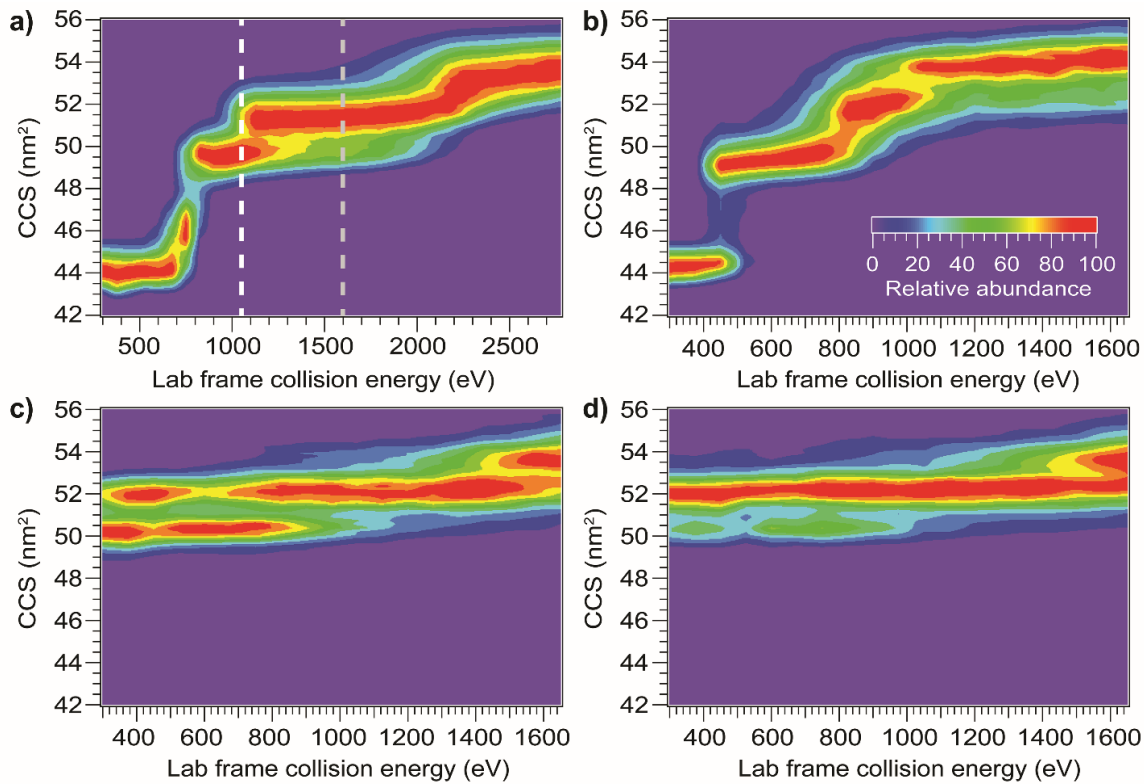 a)
56
54
52
50
48
46
44
42
CCS (nm²)
500 1000 1500 2000 2500
Lab frame collision energy (eV)
b)
56
54
52
50
48
46
44
42
CCS (nm²)
0 20 40 60 80 100
Relative abundance
400 600 800 1000 1200 1400 1600
Lab frame collision energy (eV)
c)
56
54
52
50
48
46
44
42
CCS (nm²)
400 600 800 1000 1200 1400 1600
Lab frame collision energy (eV)
d)
56
54
52
50
48
46
44
42
CCS (nm²)
400 600 800 1000 1200 1400 1600
Lab frame collision energy (eV)